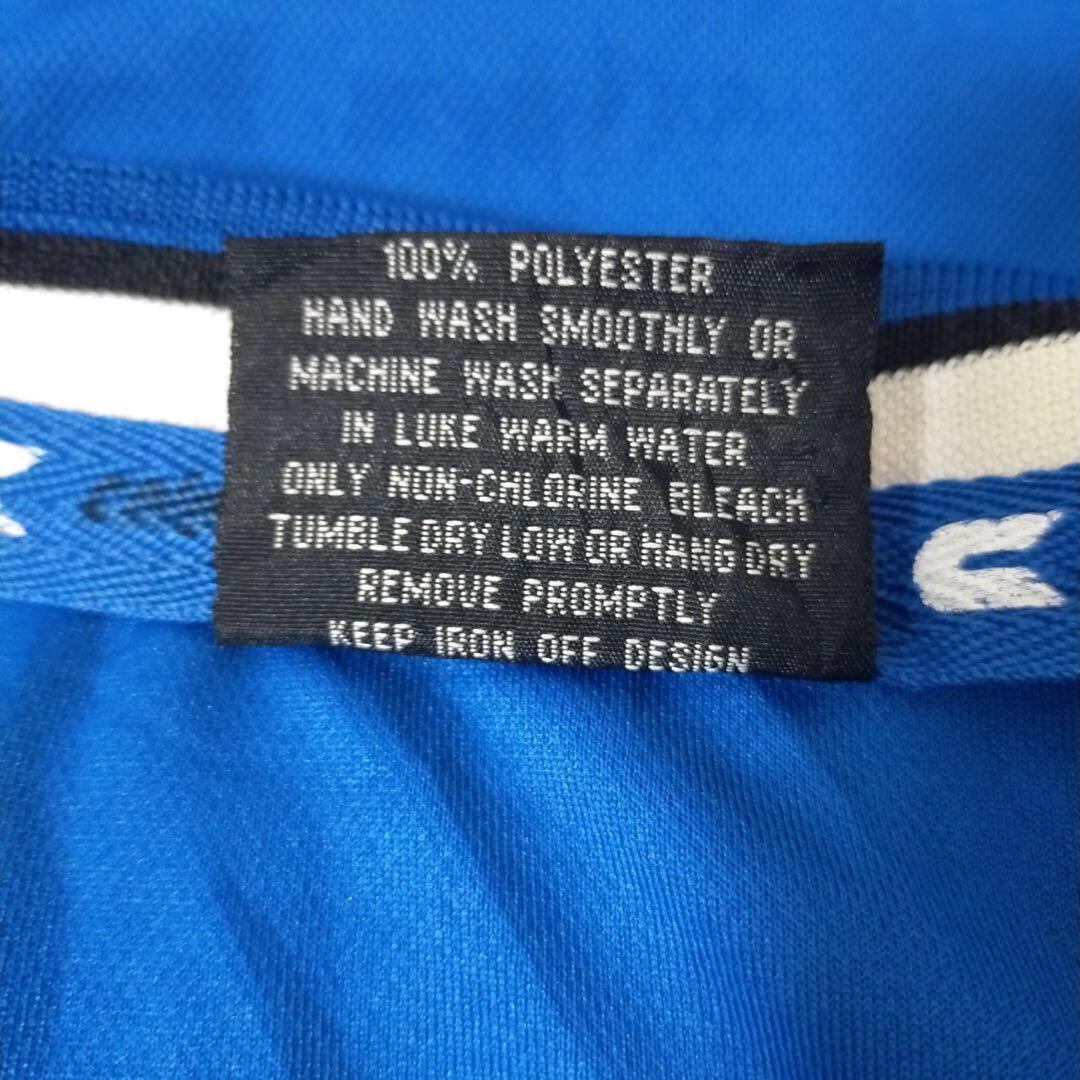 100% POLYESTER
HAND WASH SMOOTHLY OR
MACHINE WASH SEPARATELY
IN LUKE WARM WATER
ONLY NON-CHLORINE BLEACH
TUMBLE DRY LOW OR HANG DRY
REMOVE PROMPTLY
KEEP IRON OFF DESIGN